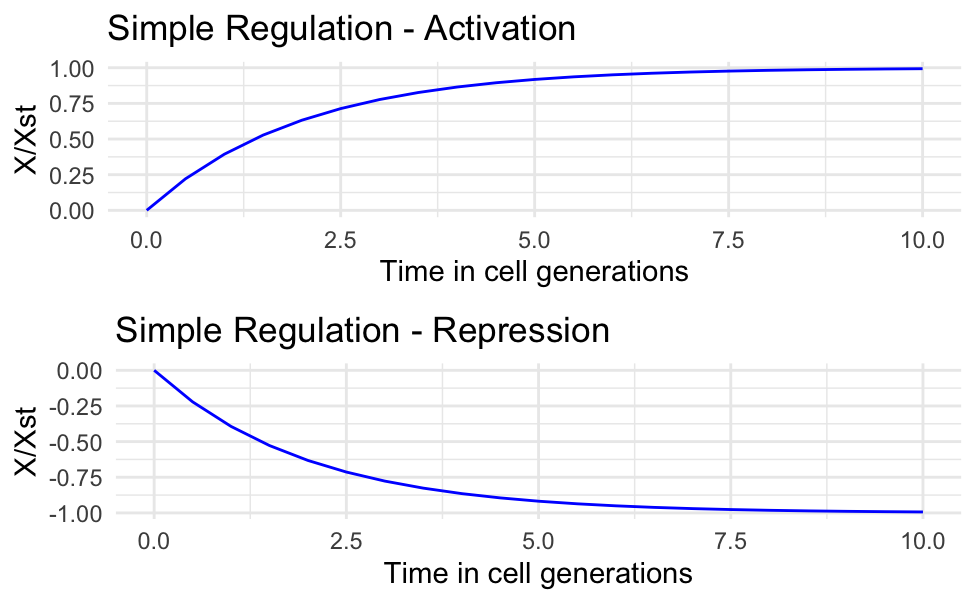 Simple Regulation - Activation
1.00
0.75
0.50
0.25
0.00
X/Xst
0.0 2.5 5.0 7.5 10.0
Time in cell generations
Simple Regulation - Repression
0.00
-0.25
-0.50
-0.75
-1.00
X/Xst
0.0 2.5 5.0 7.5 10.0
Time in cell generations